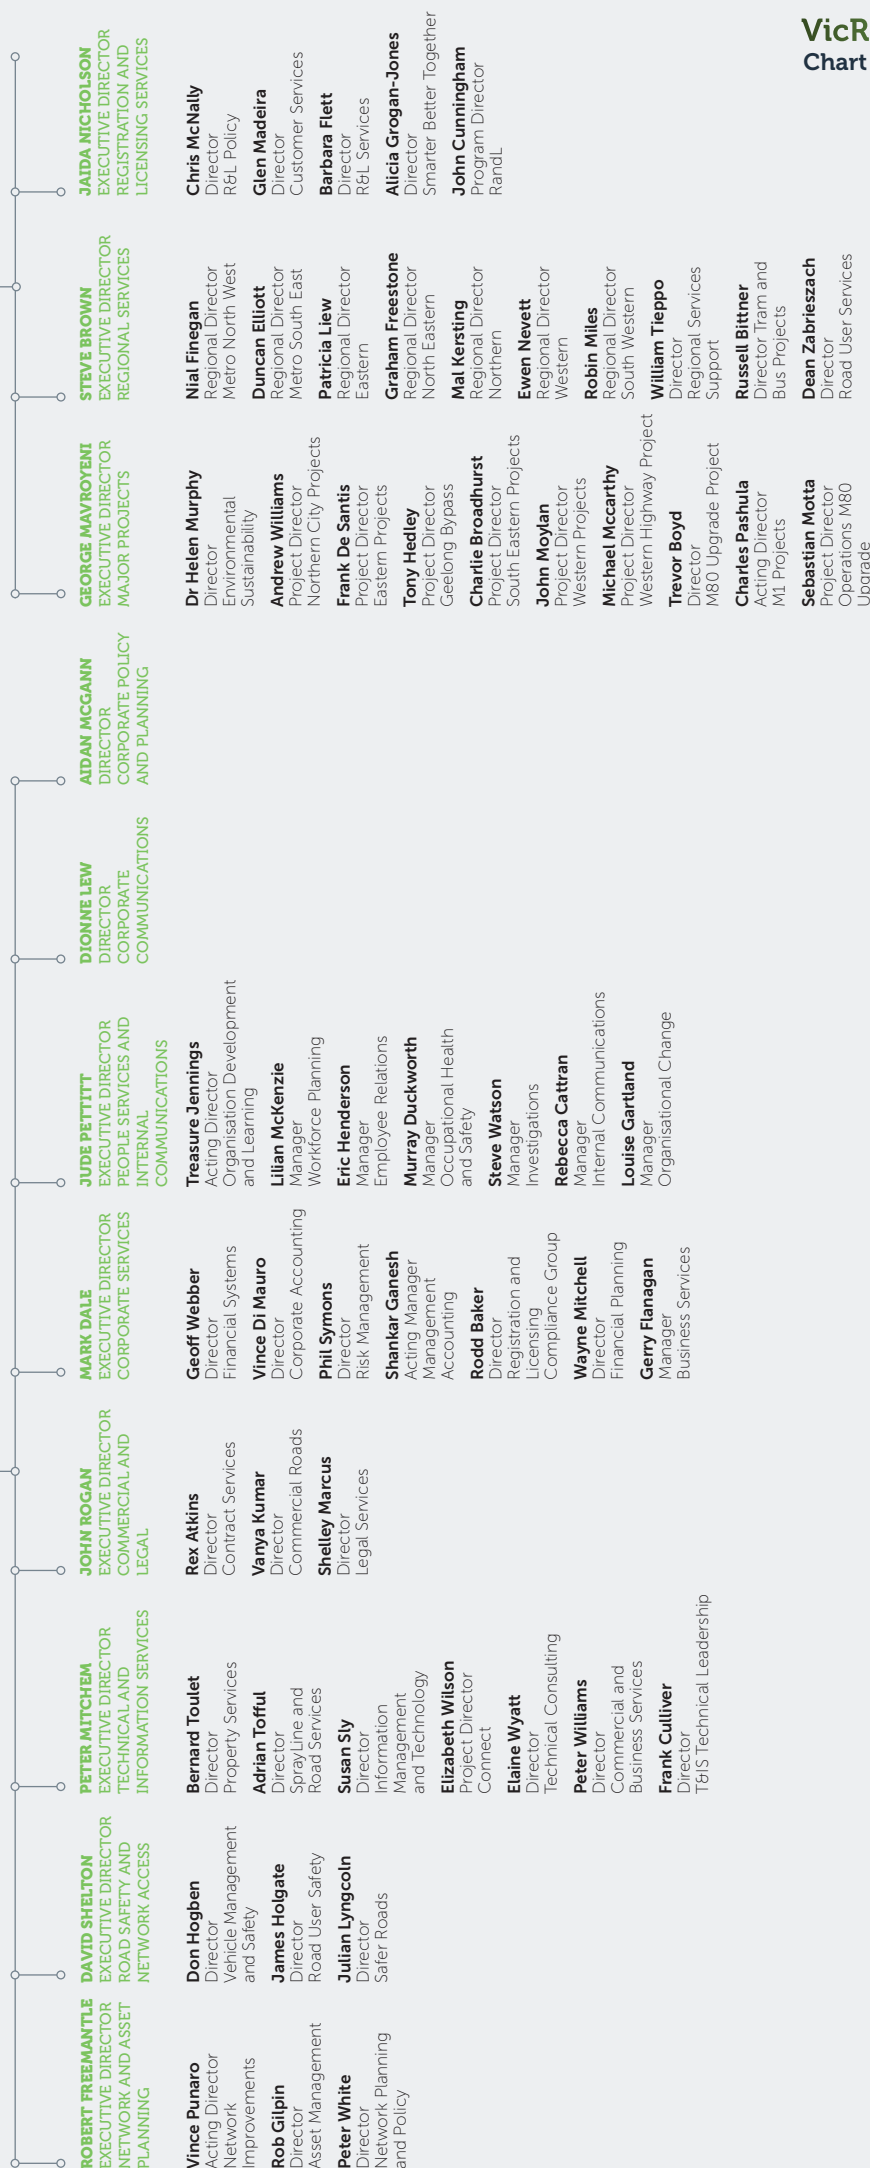 VicR
Chart
ROBERT FREEMANTLE
EXECUTIVE DIRECTOR
NETWORK AND ASSET
PLANNING
Vince Punaro
Acting Director
Network
Improvements
Rob Gilpin
Director
Asset Management
Peter White
Director
Network Planning
and Policy
DAVID SHELTON
EXECUTIVE DIRECTOR
ROAD SAFETY AND
NETWORK ACCESS
Don Hogben
Director
Vehicle Management
and Safety
James Holgate
Director
Road User Safety
Julian Lyngcoln
Director
Safer Roads
PETER MITCHEM
EXECUTIVE DIRECTOR
TECHNICAL AND
INFORMATION SERVICES
Bernard Toulet
Director
Property Services
Adrian Tofful
Director
SprayLine and
Road Services
Susan Sly
Director
Information
Management
and Technology
Elizabeth Wilson
Project Director
Connect
Elaine Wyatt
Director
Technical Consulting
Peter Williams
Director
Commercial and
Business Services
Frank Culliver
Director
T&IS Technical Leadership
JOHN ROGAN
EXECUTIVE DIRECTOR
COMMERCIAL AND
LEGAL
Rex Atkins
Director
Contract Services
Vanya Kumar
Director
Commercial Roads
Shelley Marcus
Director
Legal Services
MARK DALE
EXECUTIVE DIRECTOR
CORPORATE SERVICES
Geoff Webber
Director
Financial Systems
Vince Di Mauro
Director
Corporate Accounting
Phil Symons
Director
Risk Management
Shankar Ganesh
Acting Manager
Management
Accounting
Rodd Baker
Director
Registration and
Licensing
Compliance Group
Wayne Mitchell
Director
Financial Planning
Gerry Flanagan
Manager
Business Services
JUDE PETTITT
EXECUTIVE DIRECTOR
PEOPLE SERVICES AND
INTERNAL
COMMUNICATIONS
Treasure Jennings
Acting Director
Organisation Development
and Learning
Lilian McKenzie
Manager
Workforce Planning
Eric Henderson
Manager
Employee Relations
Murray Duckworth
Manager
Occupational Health
and Safety
Steve Watson
Manager
Investigations
Rebecca Cattran
Manager
Internal Communications
Louise Gartland
Manager
Organisational Change
DIONNE LEW
DIRECTOR
CORPORATE
COMMUNICATIONS
AIDAN MCGANN
DIRECTOR
CORPORATE POLICY
AND PLANNING
GEORGE MAVROYENI
EXECUTIVE DIRECTOR
MAJOR PROJECTS
Dr Helen Murphy
Director
Environmental
Sustainability
Andrew Williams
Project Director
Northern City Projects
Frank De Santis
Project Director
Eastern Projects
Tony Hedley
Project Director
Geelong Bypass
Charlie Broadhurst
Project Director
South Eastern Projects
John Moylan
Project Director
Western Projects
Michael Mccarthy
Project Director
Western Highway Project
Trevor Boyd
Director
M80 Upgrade Project
Charles Pashula
Acting Director
M1 Projects
Sebastian Motta
Project Director
Operations M80
Upgrade
STEVE BROWN
EXECUTIVE DIRECTOR
REGIONAL SERVICES
Nial Finegan
Regional Director
Metro North West
Duncan Elliott
Regional Director
Metro South East
Patricia Liew
Regional Director
Eastern
Graham Freestone
Regional Director
North Eastern
Mal Kersting
Regional Director
Northern
Ewen Nevett
Regional Director
Western
Robin Miles
Regional Director
South Western
William Tieppo
Director
Regional Services
Support
Russell Bittner
Director Tram and
Bus Projects
Dean Zabrieszach
Director
Road User Services
JAIDA NICHOLSON
EXECUTIVE DIRECTOR
REGISTRATION AND
LICENSING SERVICES
Chris McNally
Director
R&L Policy
Glen Madeira
Director
Customer Services
Barbara Flett
Director
R&L Services
Alicia Grogan-Jones
Director
Smarter Better Together
John Cunningham
Program Director
RandL